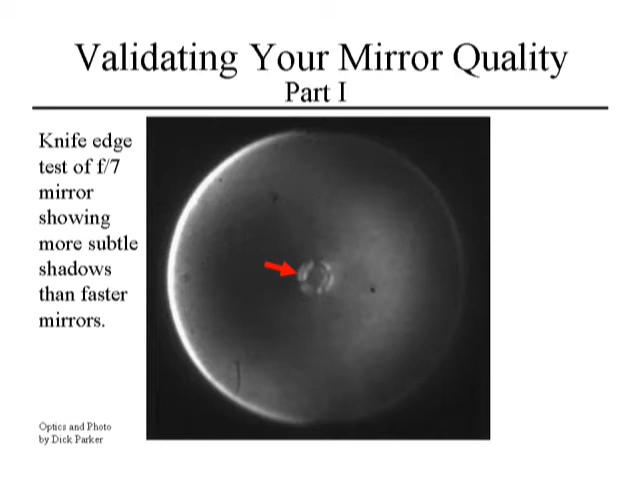 Validating Your Mirror Quality
Part I
Knife edge
test of f/7
mirror
showing
more subtle
shadows
than faster
mirrors.
Optics and Photo
by Dick Parker